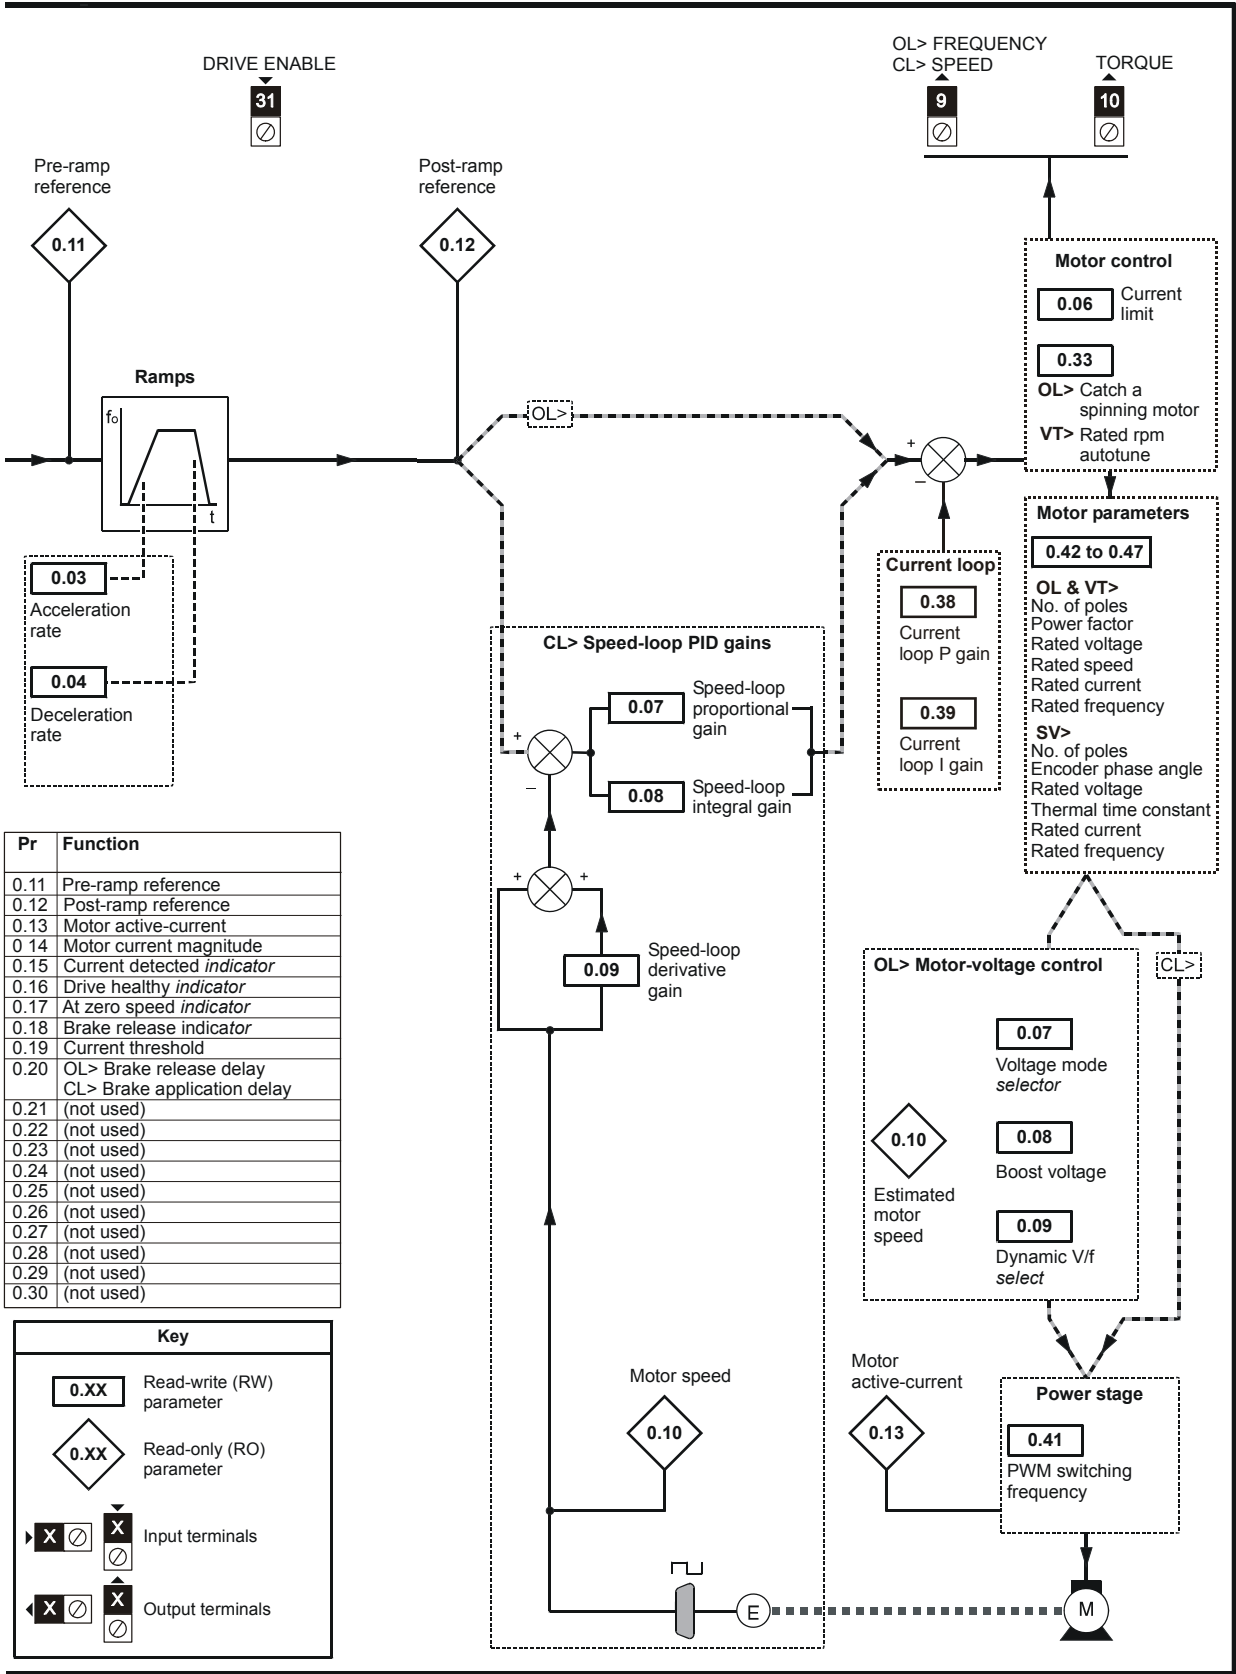 DRIVE ENABLE
31
OL> FREQUENCY
CL> SPEED
9
TORQUE
10
Pre-ramp
reference
0.11
Post-ramp
reference
0.12
Ramps
fo
t
0.03
Acceleration
rate
0.04
Deceleration
rate
OL>
+
–
Motor control
0.06
Current
limit
0.33
OL> Catch a
spinning motor
VT> Rated rpm
autotune
Motor parameters
0.42 to 0.47
OL & VT>
No. of poles
Power factor
Rated voltage
Rated speed
Rated current
Rated frequency
SV>
No. of poles
Encoder phase angle
Rated voltage
Thermal time constant
Rated current
Rated frequency
Current loop
0.38
Current
loop P gain
0.39
Current
loop I gain
CL> Speed-loop PID gains
+
–
0.07
Speed-loop
proportional
gain
0.08
Speed-loop
integral gain
+
+
0.09
Speed-loop
derivative
gain
Pr Function
0.11 Pre-ramp reference
0.12 Post-ramp reference
0.13 Motor active-current
0 14 Motor current magnitude
0.15 Current detected indicator
0.16 Drive healthy indicator
0.17 At zero speed indicator
0.18 Brake release indicator
0.19 Current threshold
0.20 OL> Brake release delay
CL> Brake application delay
0.21 (not used)
0.22 (not used)
0.23 (not used)
0.24 (not used)
0.25 (not used)
0.26 (not used)
0.27 (not used)
0.28 (not used)
0.29 (not used)
0.30 (not used)
OL> Motor-voltage control
CL>
0.07
Voltage mode
selector
0.10
Estimated
motor
speed
0.08
Boost voltage
0.09
Dynamic V/f
select
Key
0.XX
Read-write (RW)
parameter
0.XX
Read-only (RO)
parameter
X
X
Input terminals
X
X
Output terminals
Motor speed
0.10
Motor
active-current
0.13
Power stage
0.41
PWM switching
frequency
E
M